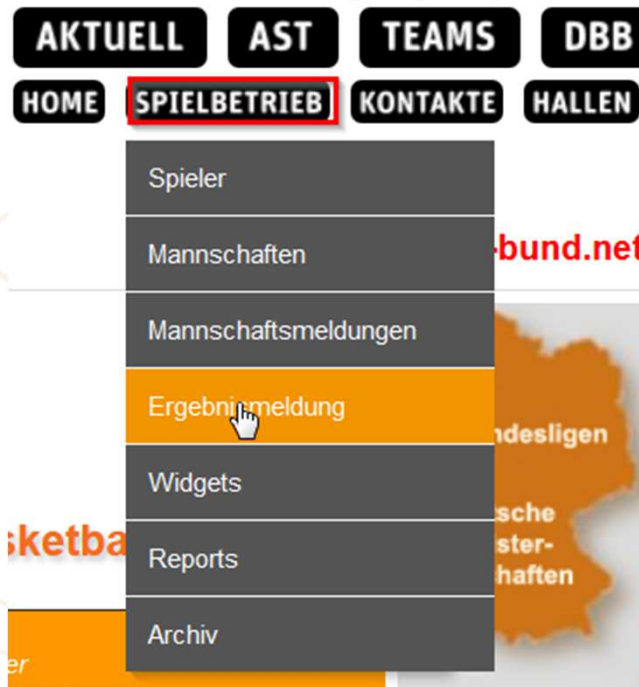 AKTUELL AST TEAMS DBB
HOME SPIELBETRIEB KONTAKTE HALLEN
Spieler
-bund.net
Mannschaften
Mannschaftsmeldungen
Ergebnismeldung
ndesligen
Widgets
sche
sketba
ster-
Reports
haften
Archiv
er